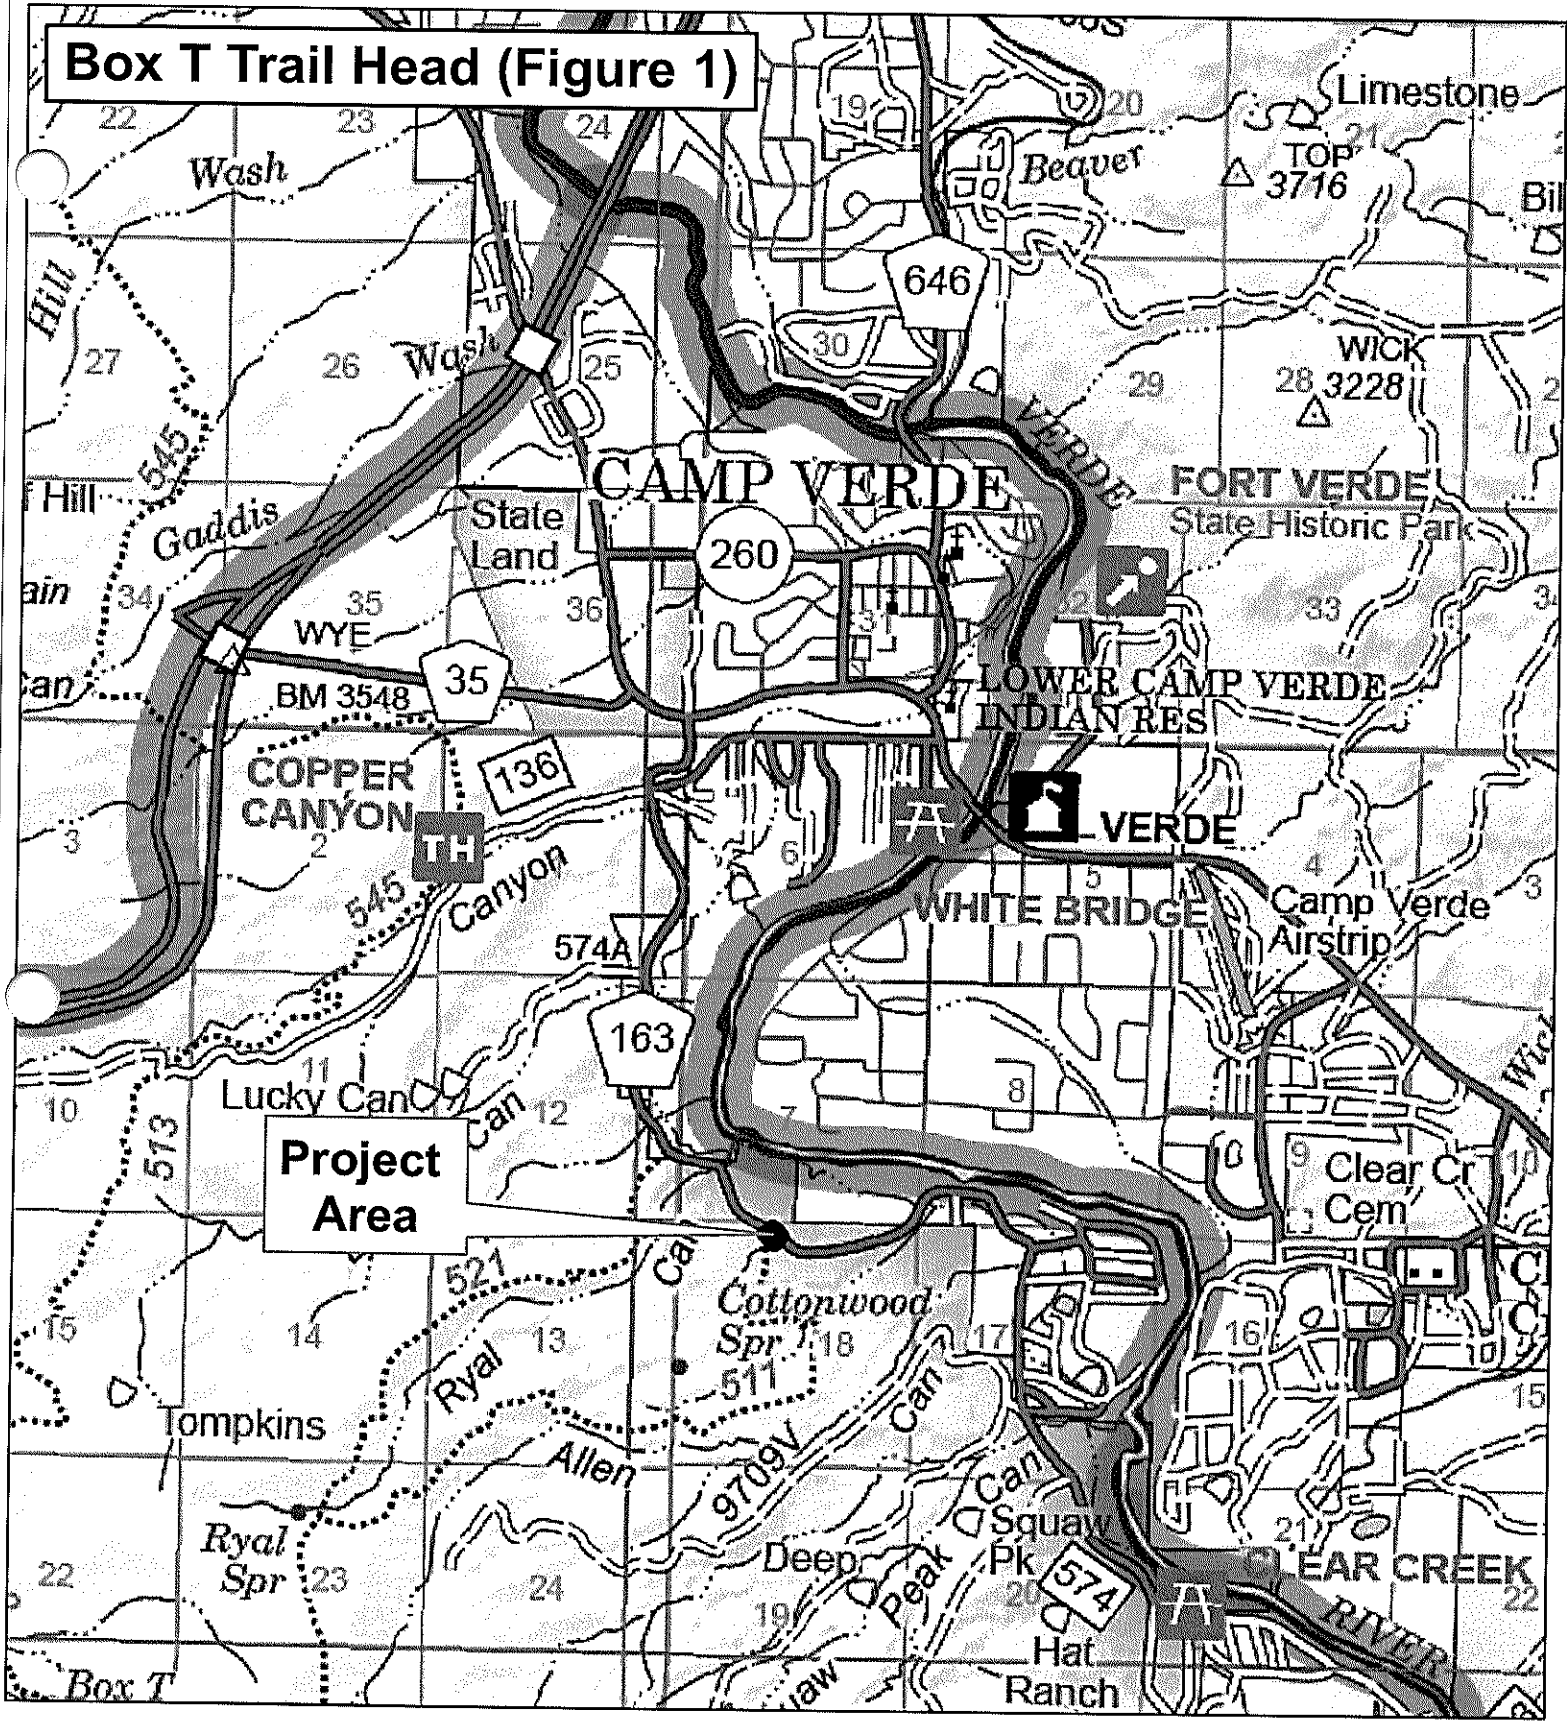 Box T Trail Head (Figure 1)
22
23
24
19
20
21
Limestone
Wash
Beaver
TOP
3716
Bil
Hill
646
27
26
Wash
25
30
29
28
WICK
3228
VERDE
545
f Hill
Gaddis
State
Land
CAMP VERDE
260
FORT VERDE
State Historic Park
ain
34
35
36
31
33
34
WYE
BM 3548
35
Can
LOWER CAMP VERDE
INDIAN RES
COPPER
CANYON
136
TH
3
2
6
VERDE
5
4
3
545
Canyon
WHITE BRIDGE
Camp Verde
Airstrip
574A
163
11
Lucky Can
10
12
Can
7
8
513
9
10
Clear Cr
Cem
Project
Area
521
Cottonwood
Spr
511
15
14
13
18
17
16
15
Ryal
Can
Tompkins
Allen
9709V
Can
Squaw
Pk
Deep
Peak
574
Ryal
Spr
22
23
24
19
20
21
22
EAR CREEK
RIVER
Hat
Ranch
Box T